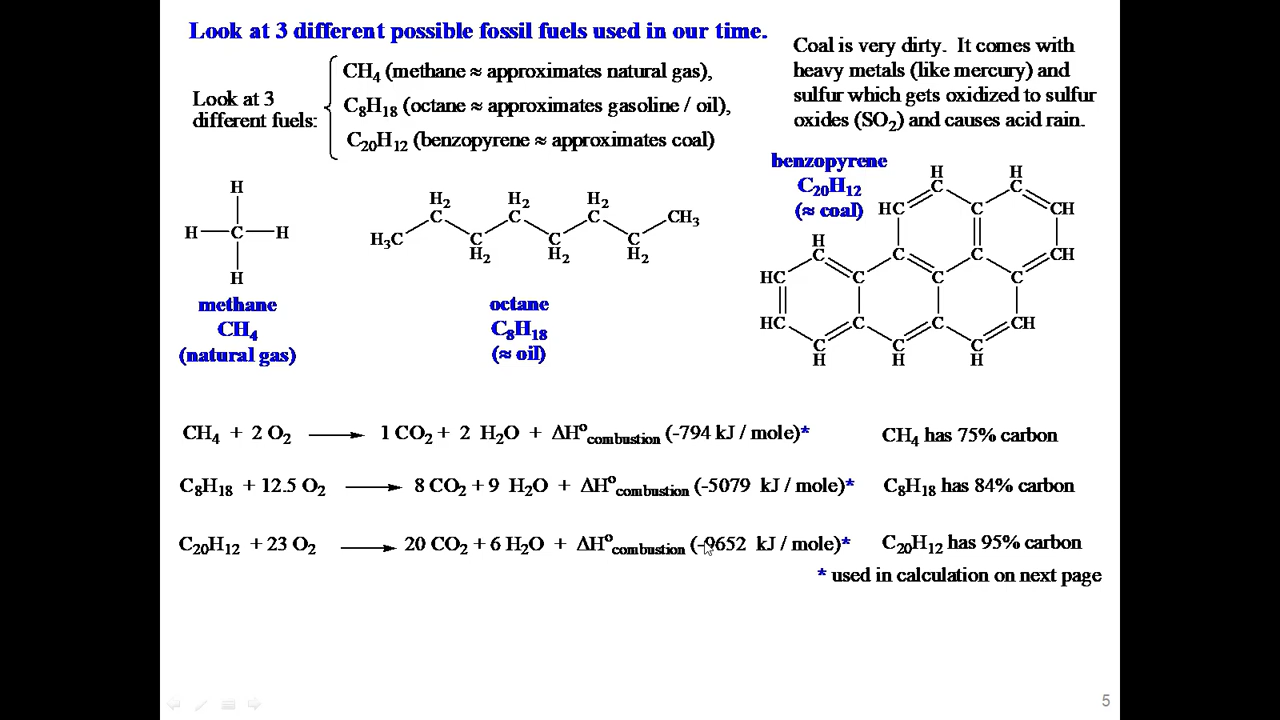 Look at 3 different possible fossil fuels used in our time.
Look at 3
different fuels:
CH₄ (methane ≈ approximates natural gas),
C₈H₁₈ (octane ≈ approximates gasoline / oil),
C₂₀H₁₂ (benzopyrene ≈ approximates coal)
Coal is very dirty. It comes with
heavy metals (like mercury) and
sulfur which gets oxidized to sulfur
oxides (SO₂) and causes acid rain.
H
H C H
H
methane
CH₄
(natural gas)
H₂ H₂ H₂
C C C CH₃
H₃C C C C
H₂ H₂ H₂
octane
C₈H₁₈
(≈ oil)
benzopyrene
C₂₀H₁₂
(≈ coal)
H H
C C
HC C CH
H
C C C CH
HC C C C
HC C C CH
C C C
H H H
CH₄ + 2 O₂ → 1 CO₂ + 2 H₂O + ΔH°combustion (-794 kJ / mole)* CH₄ has 75% carbon
C₈H₁₈ + 12.5 O₂ → 8 CO₂ + 9 H₂O + ΔH°combustion (-5079 kJ / mole)* C₈H₁₈ has 84% carbon
C₂₀H₁₂ + 23 O₂ → 20 CO₂ + 6 H₂O + ΔH°combustion (-9652 kJ / mole)* C₂₀H₁₂ has 95% carbon
* used in calculation on next page
5